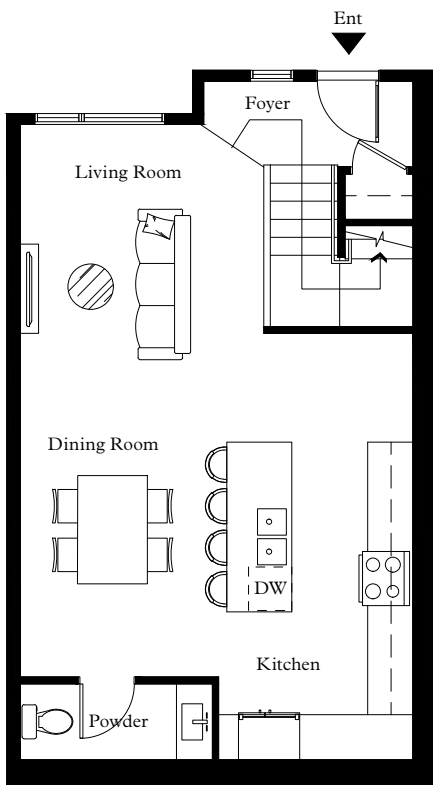 Ent
Foyer
Living Room
Dining Room
DW
Kitchen
Powder